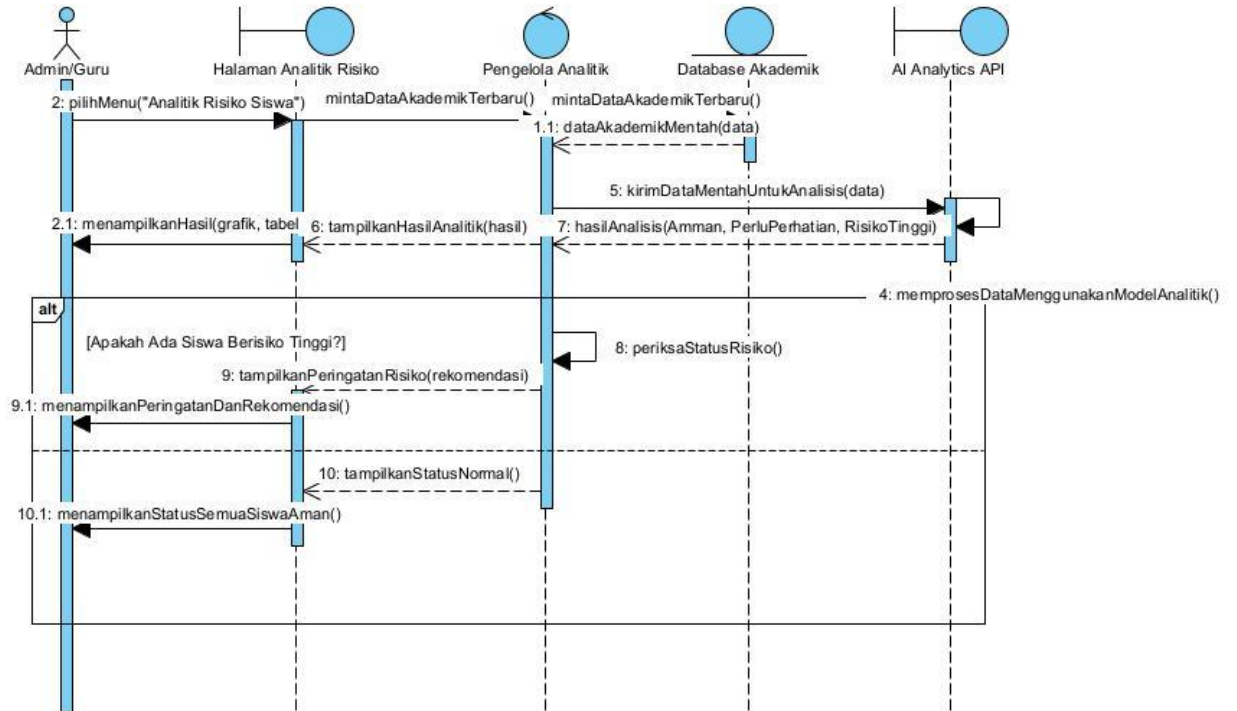 Admin/Guru
Halaman Analitik Risiko
Pengelola Analitik
Database Akademik
AI Analytics API
2: pilihMenu("Analitik Risiko Siswa")
mintaDataAkademikTerbaru()
mintaDataAkademikTerbaru()
1.1: dataAkademikMentah(data)
5: kirimDataMentahUntukAnalisis(data)
2.1: menampilkanHasil(grafik, tabel
6: tampilkanHasilAnalitik(hasil)
7: hasilAnalisis(Amman, PerluPerhatian, RisikoTinggi)
4: memprosesDataMenggunakanModelAnalitik()
alt
[Apakah Ada Siswa Berisiko Tinggi?]
8: periksaStatusRisiko()
9: tampilkanPeringatanRisiko(rekomendasi)
9.1: menampilkanPeringatanDanRekomendasi()
10: tampilkanStatusNormal()
10.1: menampilkanStatusSemuaSiswaAman()